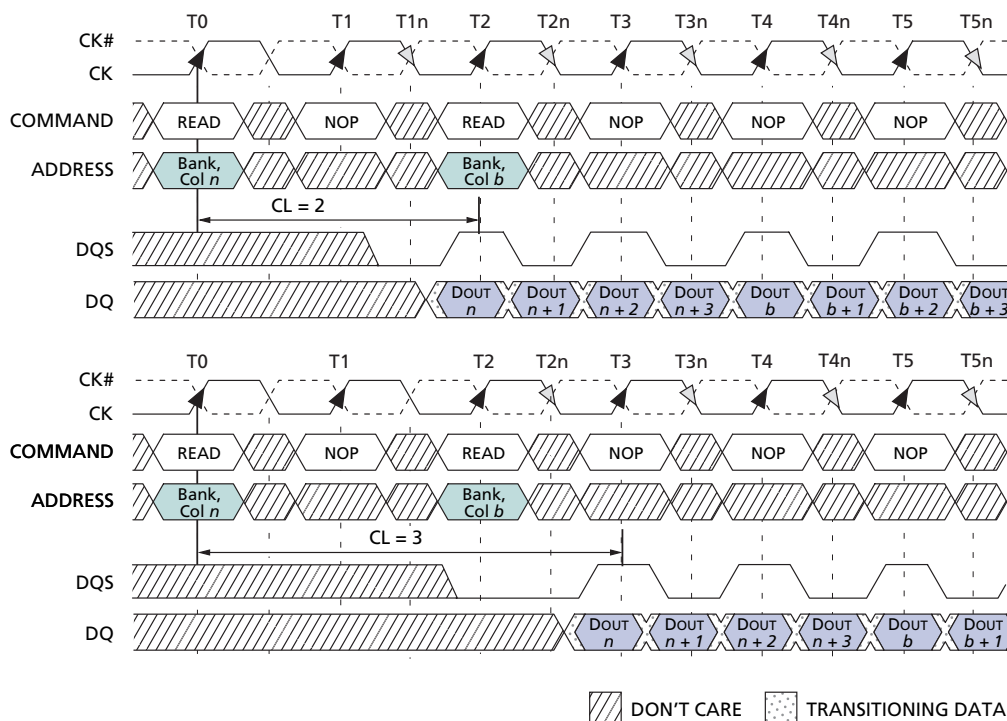 T0 T1 T1n T2 T2n T3 T3n T4 T4n T5 T5n
CK#
CK
COMMAND READ NOP READ NOP NOP NOP
ADDRESS Bank, Col n Bank, Col b
CL = 2
DQS
DQ DOUT n DOUT n + 1 DOUT n + 2 DOUT n + 3 DOUT b DOUT b + 1 DOUT b + 2 DOUT b + 3
T0 T1 T2 T2n T3 T3n T4 T4n T5 T5n
CK#
CK
COMMAND READ NOP READ NOP NOP NOP
ADDRESS Bank, Col n Bank, Col b
CL = 3
DQS
DQ DOUT n DOUT n + 1 DOUT n + 2 DOUT n + 3 DOUT b DOUT b + 1
DON'T CARE TRANSITIONING DATA